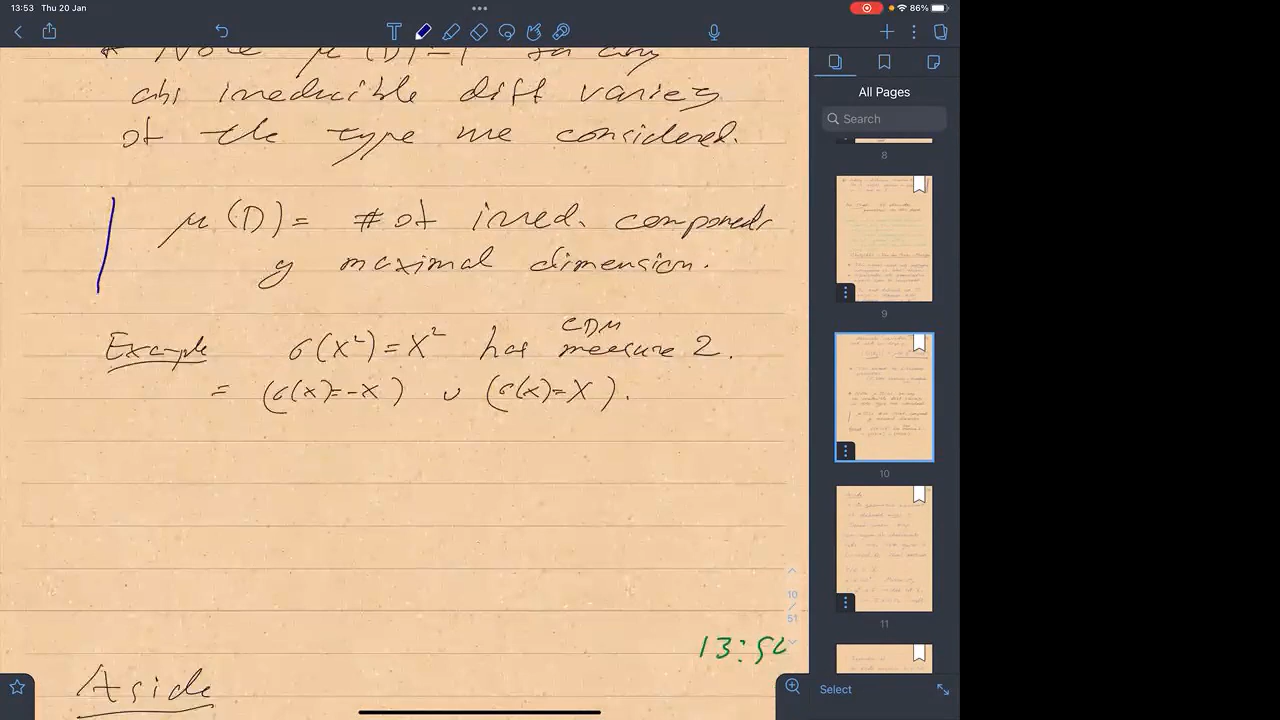 13:53 Thu 20 Jan
86%
* Note μ(D)=1 for any
abs irreducible diff variety
of the type we considered.
μ(D) = # of irred. components
of maximal dimension.
CDM
Example σ(X²) = X² has measure 2.
= (σ(X)=-X) ∪ (σ(X)=X).
13:54
Aside
10
/
51
All Pages
Search
8
9
10
11
Select